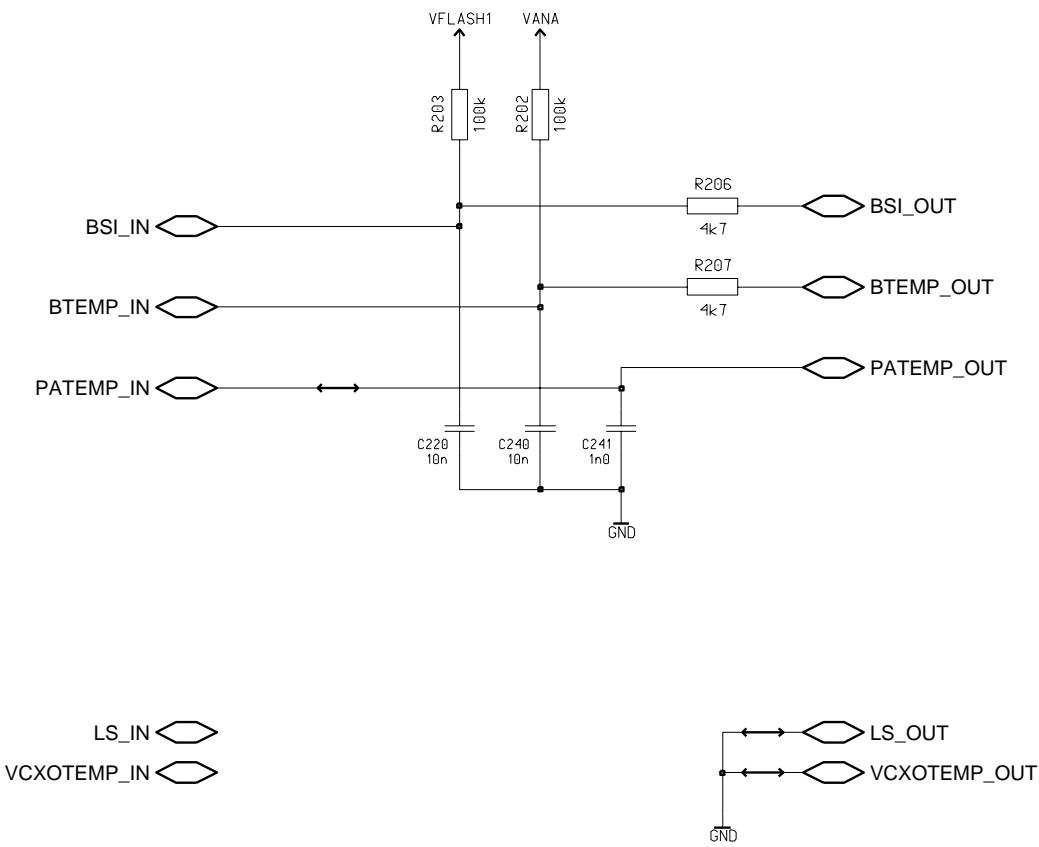 VFLASH1 VANA
R203 100k R202 100k
R206
BSI_IN BSI_OUT
4k7
R207
BTEMP_IN BTEMP_OUT
4k7
PATEMP_IN PATEMP_OUT
C220 C240 C241
10n 10n 1n0
GND
LS_IN LS_OUT
VCXOTEMP_IN VCXOTEMP_OUT
GND